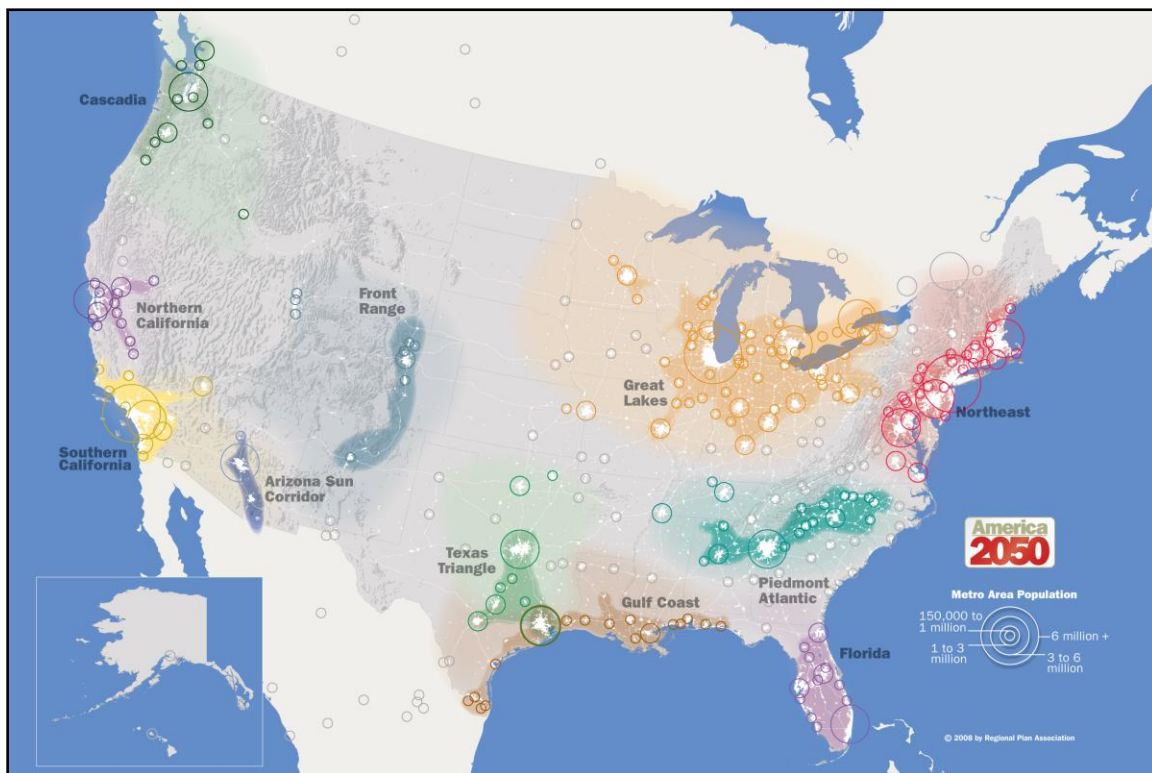 Cascadia
Northern
California
Front
Range
Great
Lakes
Northeast
Southern
California
Arizona Sun
Corridor
Texas
Triangle
Gulf Coast
Piedmont
Atlantic
Florida
America
2050
Metro Area Population
150,000 to
1 million
1 to 3
million
6 million +
3 to 6
million
© 2008 by Regional Plan Association